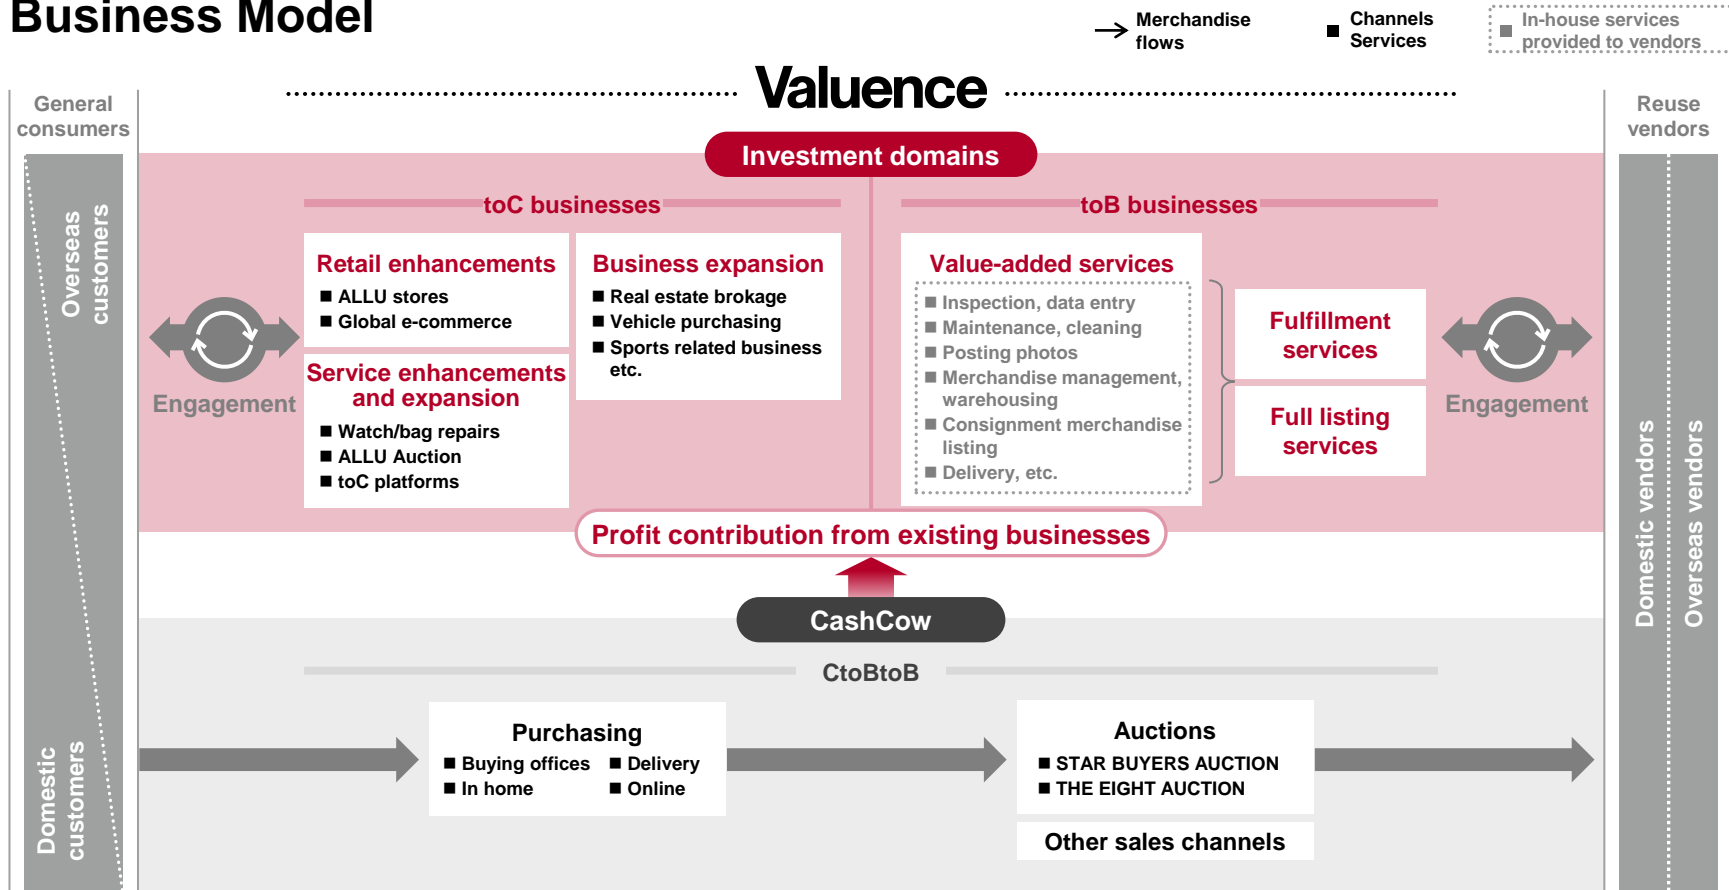 Business Model
Merchandise
flows
Channels
Services
In-house services
provided to vendors
Valuence
General
consumers
Reuse
vendors
Investment domains
toC businesses
toB businesses
Overseas
customers
Retail enhancements
ALLU stores
Global e-commerce
Business expansion
Real estate brokage
Vehicle purchasing
Sports related business
etc.
Service enhancements
and expansion
Watch/bag repairs
ALLU Auction
toC platforms
Engagement
Value-added services
Inspection, data entry
Maintenance, cleaning
Posting photos
Merchandise management,
warehousing
Consignment merchandise
listing
Delivery, etc.
Fulfillment
services
Full listing
services
Engagement
Domestic vendors
Overseas vendors
Profit contribution from existing businesses
CashCow
CtoBtoB
Domestic
customers
Purchasing
Buying offices
Delivery
In home
Online
Auctions
STAR BUYERS AUCTION
THE EIGHT AUCTION
Other sales channels